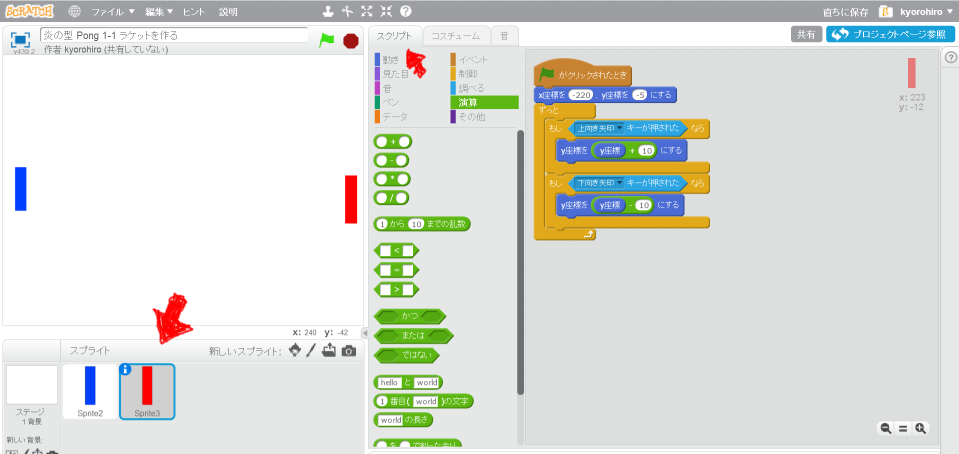 SCRATCH ファイル▼ 編集▼ ヒント 説明 直ちに保存 kyorohiro▼
炎の型 Pong 1-1 ラケットを作る
作者 kyorohiro (共有していない)
v430.2
スクリプト コスチューム 音
共有 プロジェクトページ参照
動き イベント
見た目 制御
音 調べる
ペン 演算
データ その他
+
-
*
/
1 から 10 までの乱数
<
=
>
かつ
または
ではない
hello と world
1 番目( world )の文字
world の長さ
を で割った余り
がクリックされたとき
x座標を -220 、y座標を -5 にする
ずっと
もし 上向き矢印▼ キーが押された なら
y座標を y座標 + 10 にする
もし 下向き矢印▼ キーが押された なら
y座標を y座標 - 10 にする
x: 223
y: -12
x: 240 y: -42
スプライト 新しいスプライト:
ステージ
1 背景
新しい背景:
Sprite2
Sprite3